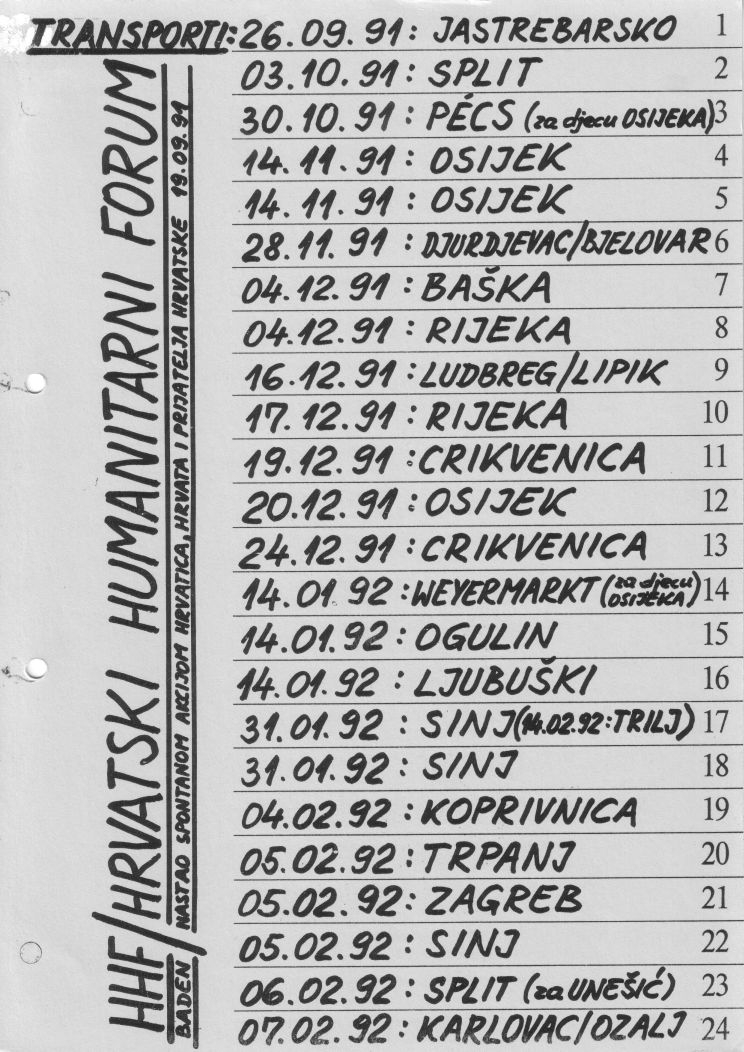 TRANSPORTI: 26.09.91: JASTREBARSKO 1
03.10.91: SPLIT 2
30.10.91: PÉCS (za djecu OSIJEKA) 3
14.11.91: OSIJEK 4
14.11.91: OSIJEK 5
28.11.91: DJURDJEVAC/BJELOVAR 6
04.12.91: BAŠKA 7
04.12.91: RIJEKA 8
16.12.91: LUDBREG/LIPIK 9
17.12.91: RIJEKA 10
19.12.91: CRIKVENICA 11
20.12.91: OSIJEK 12
24.12.91: CRIKVENICA 13
14.01.92: WEYERMARKT (za djecu OSIJEKA) 14
14.01.92: OGULIN 15
14.01.92: LJUBUŠKI 16
31.01.92: SINJ (14.02.92: TRILJ) 17
31.01.92: SINJ 18
04.02.92: KOPRIVNICA 19
05.02.92: TRPANJ 20
05.02.92: ZAGREB 21
05.02.92: SINJ 22
06.02.92: SPLIT (za UNEŠIĆ) 23
07.02.92: KARLOVAC/OZALJ 24
HHF/HRVATSKI HUMANITARNI FORUM
BADEN / NASTAO SPONTANOM AKCIJOM HRVATICA, HRVATA I PRIJATELJA HRVATSKE 19.09.91